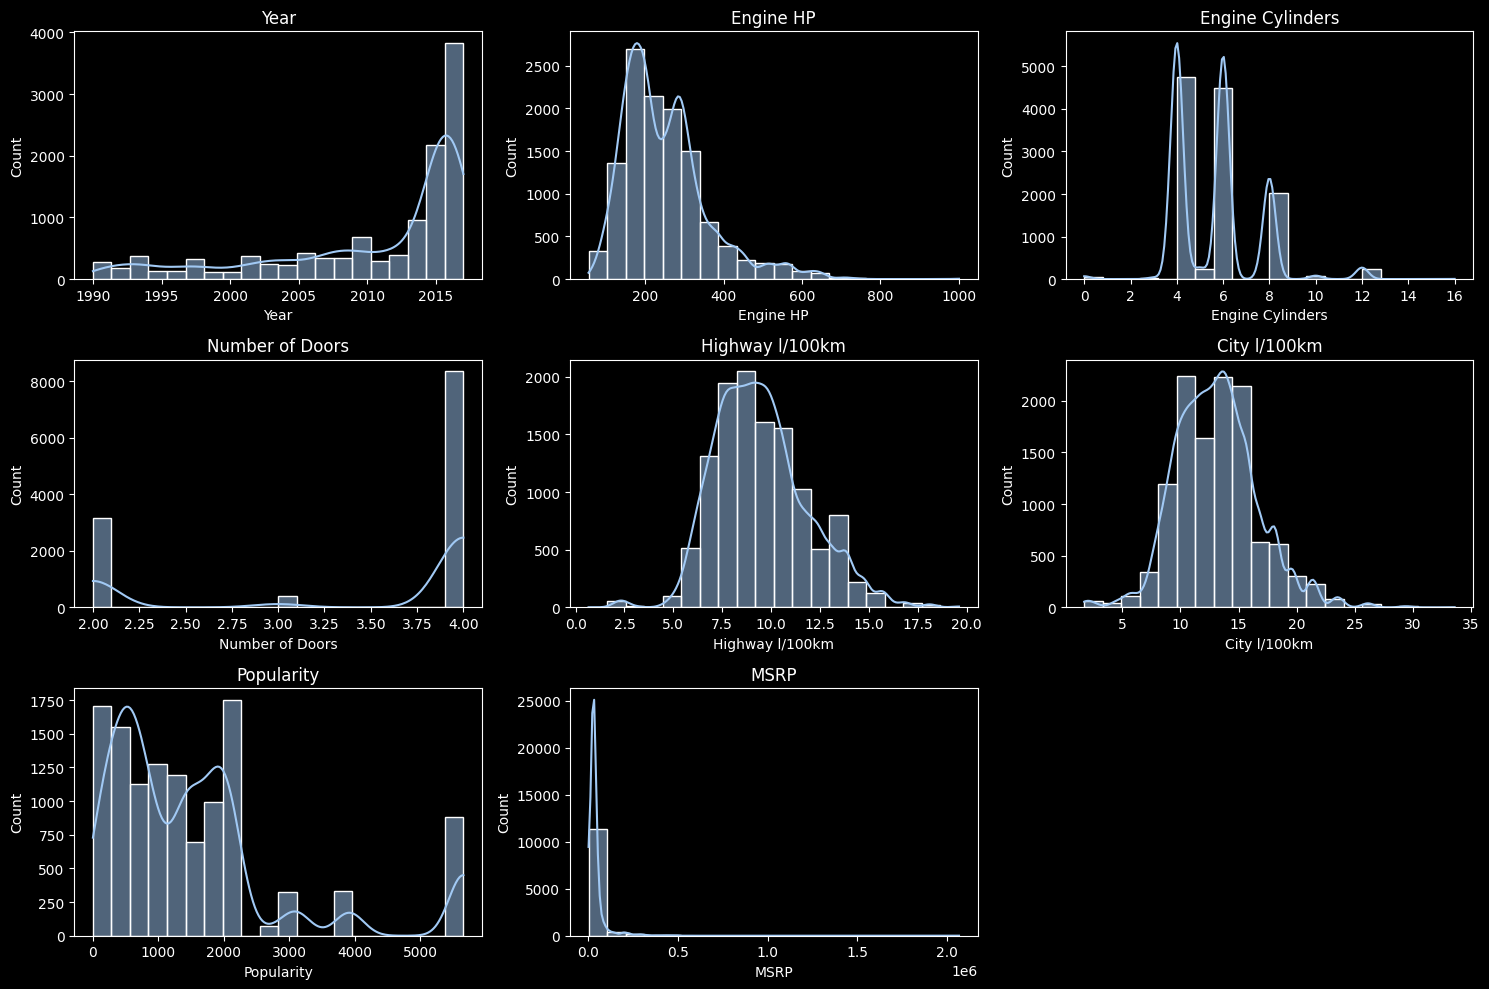 Year
Engine HP
Engine Cylinders
4000
3000
2000
1000
0
Count
1990 1995 2000 2005 2010 2015
Year
2500
2000
1500
1000
500
0
Count
200 400 600 800 1000
Engine HP
5000
4000
3000
2000
1000
0
Count
0 2 4 6 8 10 12 14 16
Engine Cylinders
Number of Doors
Highway l/100km
City l/100km
8000
6000
4000
2000
0
Count
2.00 2.25 2.50 2.75 3.00 3.25 3.50 3.75 4.00
Number of Doors
2000
1500
1000
500
0
Count
0.0 2.5 5.0 7.5 10.0 12.5 15.0 17.5 20.0
Highway l/100km
2000
1500
1000
500
0
Count
5 10 15 20 25 30 35
City l/100km
Popularity
MSRP
1750
1500
1250
1000
750
500
250
0
Count
0 1000 2000 3000 4000 5000
Popularity
25000
20000
15000
10000
5000
0
Count
0.0 0.5 1.0 1.5 2.0
1e6
MSRP